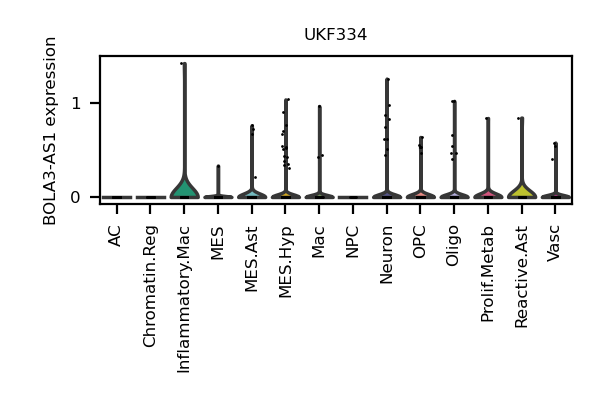 UKF334
BOLA3-AS1 expression
1
0
AC
Chromatin.Reg
Inflammatory.Mac
MES
MES.Ast
MES.Hyp
Mac
NPC
Neuron
OPC
Oligo
Prolif.Metab
Reactive.Ast
Vasc